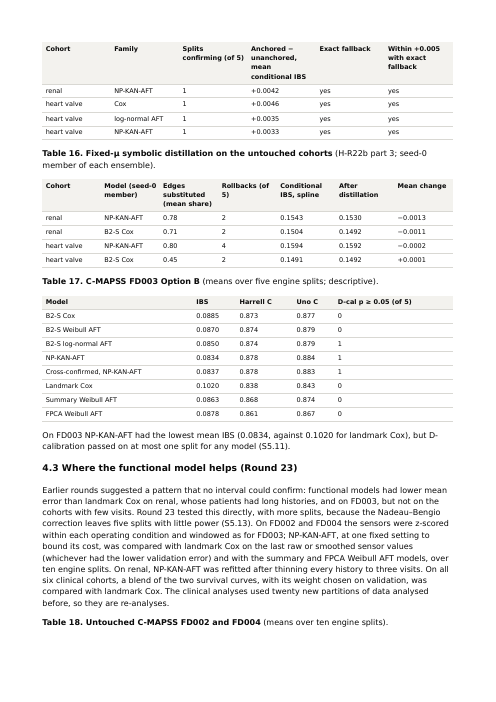 Cohort Family Splits confirming (of 5) Anchored − unanchored, mean conditional IBS Exact fallback Within +0.005 with exact fallback
renal NP-KAN-AFT 1 +0.0042 yes yes
heart valve Cox 1 +0.0046 yes yes
heart valve log-normal AFT 1 +0.0035 yes yes
heart valve NP-KAN-AFT 1 +0.0033 yes yes
Table 16. Fixed-μ symbolic distillation on the untouched cohorts (H-R22b part 3; seed-0
member of each ensemble).
Cohort Model (seed-0 member) Edges substituted (mean share) Rollbacks (of 5) Conditional IBS, spline After distillation Mean change
renal NP-KAN-AFT 0.78 2 0.1543 0.1530 −0.0013
renal B2-S Cox 0.71 2 0.1504 0.1492 −0.0011
heart valve NP-KAN-AFT 0.80 4 0.1594 0.1592 −0.0002
heart valve B2-S Cox 0.45 2 0.1491 0.1492 +0.0001
Table 17. C-MAPSS FD003 Option B (means over five engine splits; descriptive).
Model IBS Harrell C Uno C D-cal p ≥ 0.05 (of 5)
B2-S Cox 0.0885 0.873 0.877 0
B2-S Weibull AFT 0.0870 0.874 0.879 0
B2-S log-normal AFT 0.0850 0.874 0.879 1
NP-KAN-AFT 0.0834 0.878 0.884 1
Cross-confirmed, NP-KAN-AFT 0.0837 0.878 0.883 1
Landmark Cox 0.1020 0.838 0.843 0
Summary Weibull AFT 0.0863 0.868 0.874 0
FPCA Weibull AFT 0.0878 0.861 0.867 0
On FD003 NP-KAN-AFT had the lowest mean IBS (0.0834, against 0.1020 for landmark Cox), but D-
calibration passed on at most one split for any model (S5.11).
4.3 Where the functional model helps (Round 23)
Earlier rounds suggested a pattern that no interval could confirm: functional models had lower mean
error than landmark Cox on renal, whose patients had long histories, and on FD003, but not on the
cohorts with few visits. Round 23 tested this directly, with more splits, because the Nadeau–Bengio
correction leaves five splits with little power (S5.13). On FD002 and FD004 the sensors were z-scored
within each operating condition and windowed as for FD003; NP-KAN-AFT, at one fixed setting to
bound its cost, was compared with landmark Cox on the last raw or smoothed sensor values
(whichever had the lower validation error) and with the summary and FPCA Weibull AFT models, over
ten engine splits. On renal, NP-KAN-AFT was refitted after thinning every history to three visits. On all
six clinical cohorts, a blend of the two survival curves, with its weight chosen on validation, was
compared with landmark Cox. The clinical analyses used twenty new partitions of data analysed
before, so they are re-analyses.
Table 18. Untouched C-MAPSS FD002 and FD004 (means over ten engine splits).